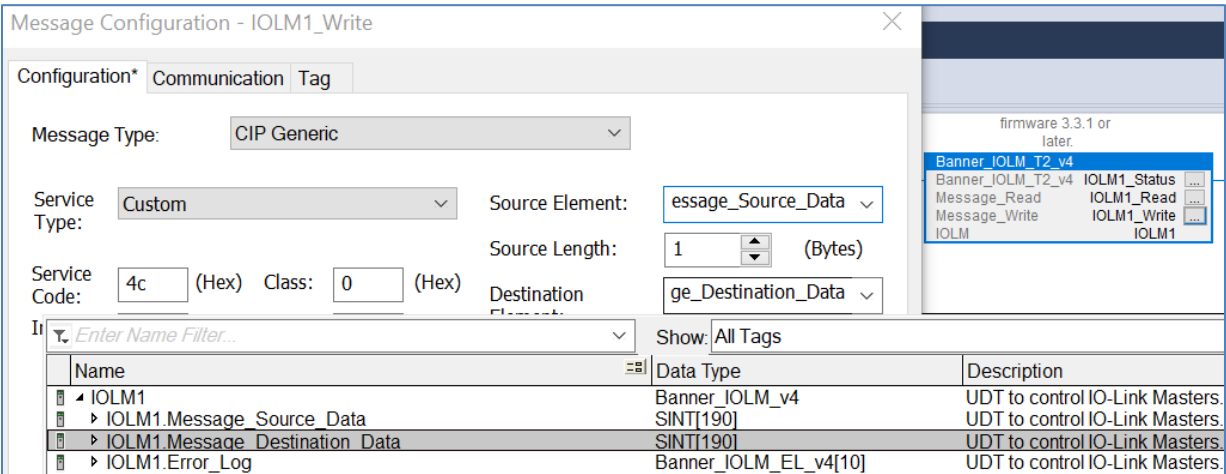 Message Configuration - IOLM1_Write
Configuration* Communication Tag
Message Type: CIP Generic
Service Type: Custom
Source Element: essage_Source_Data
Source Length: 1 (Bytes)
Service Code: 4c (Hex) Class: 0 (Hex)
Destination ge_Destination_Data
firmware 3.3.1 or
later.
Banner_IOLM_T2_v4
Banner_IOLM_T2_v4 IOLM1_Status ...
Message_Read IOLM1_Read ...
Message_Write IOLM1_Write ...
IOLM IOLM1
Enter Name Filter... Show: All Tags
Name Data Type Description
IOLM1 Banner_IOLM_v4 UDT to control IO-Link Masters.
IOLM1.Message_Source_Data SINT[190] UDT to control IO-Link Masters.
IOLM1.Message_Destination_Data SINT[190] UDT to control IO-Link Masters.
IOLM1.Error_Log Banner_IOLM_EL_v4[10] UDT to control IO-Link Masters.